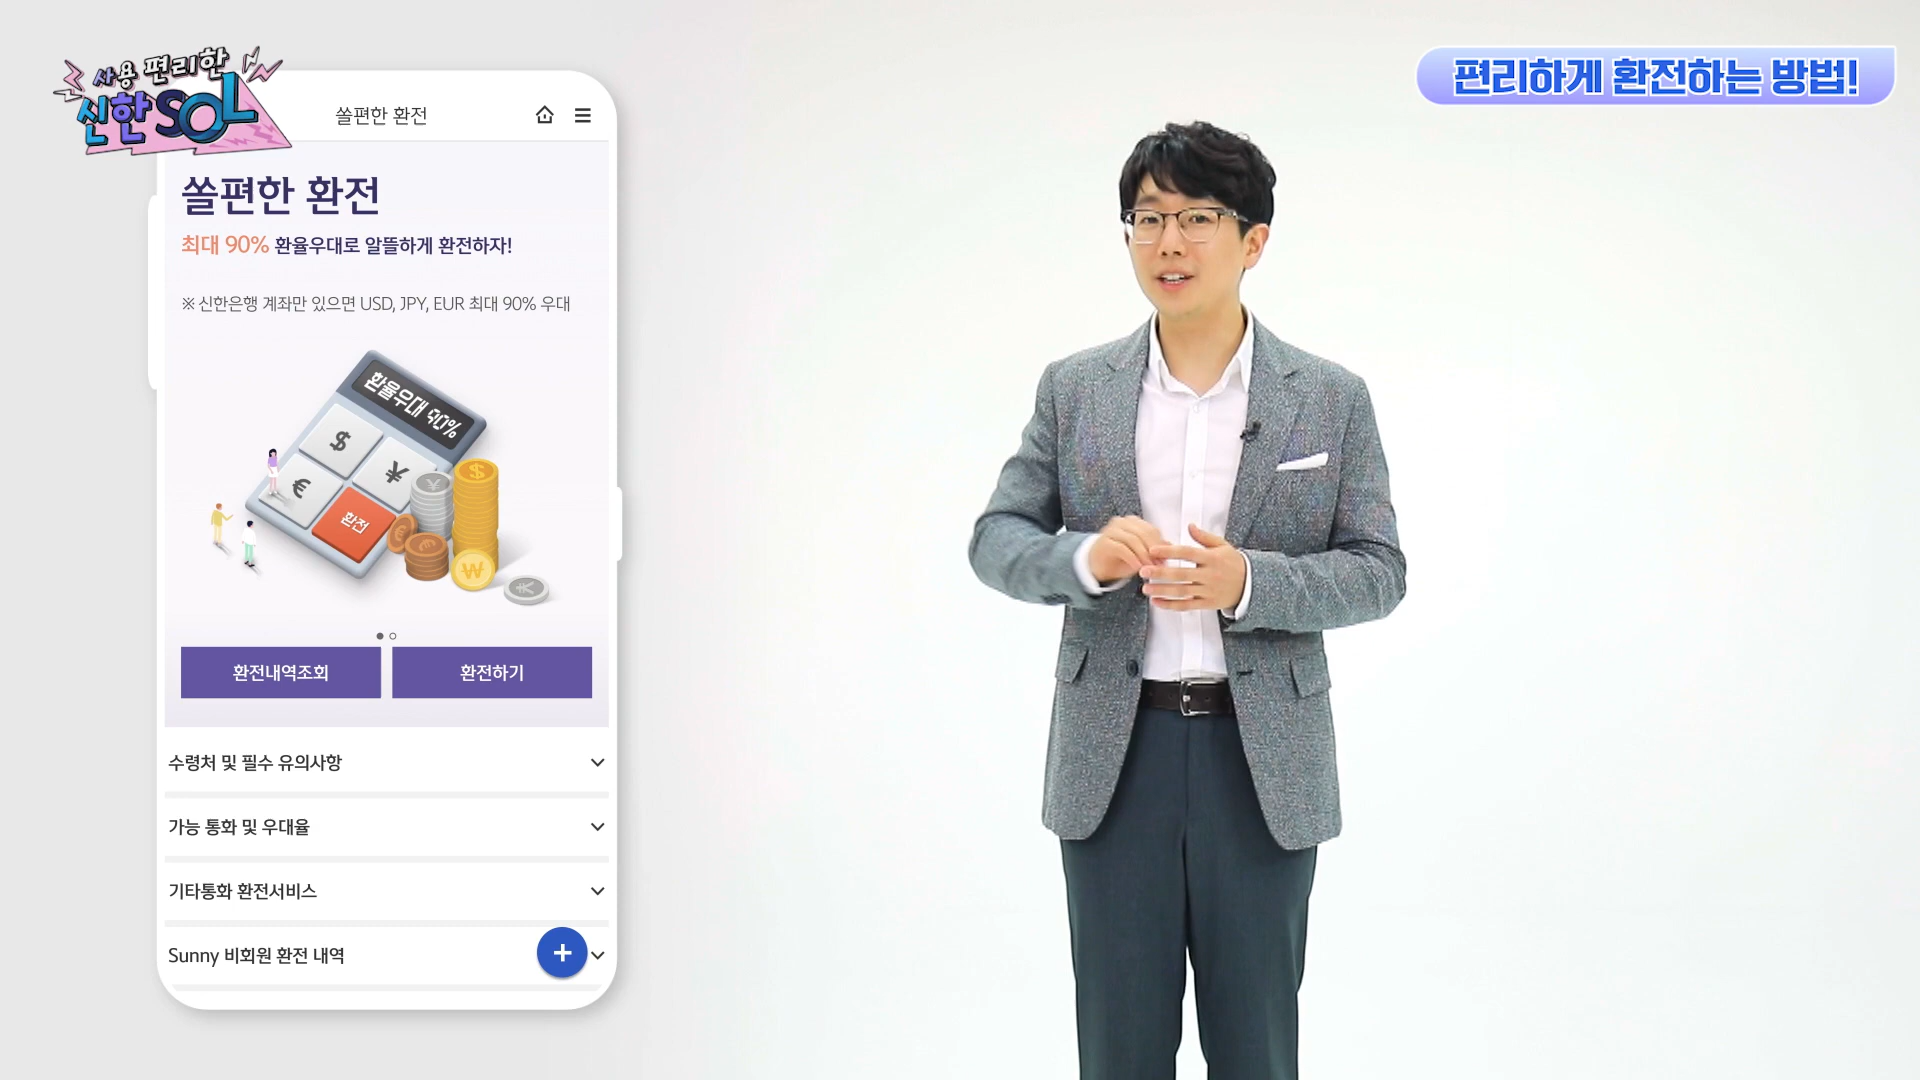 사용 편리한
신한SOL
편리하게 환전하는 방법!
쏠편한 환전
쏠편한 환전
최대 90% 환율우대로 알뜰하게 환전하자!
※ 신한은행 계좌만 있으면 USD, JPY, EUR 최대 90% 우대
환율우대 90%
$
¥
€
환전
¥
$
€
W
환전내역조회
환전하기
수령처 및 필수 유의사항
가능 통화 및 우대율
기타통화 환전서비스
Sunny 비회원 환전 내역
+